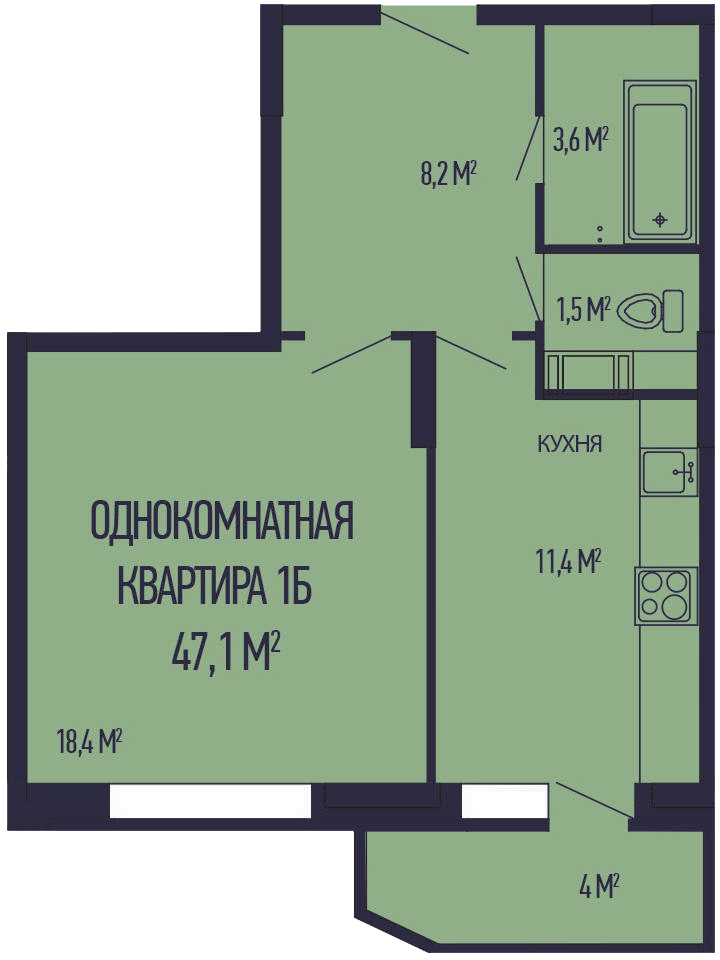 8,2 М²
3,6 М²
1,5 М²
КУХНЯ
11,4 М²
ОДНОКОМНАТНАЯ
КВАРТИРА 1Б
47,1 М²
18,4 М²
4 М²